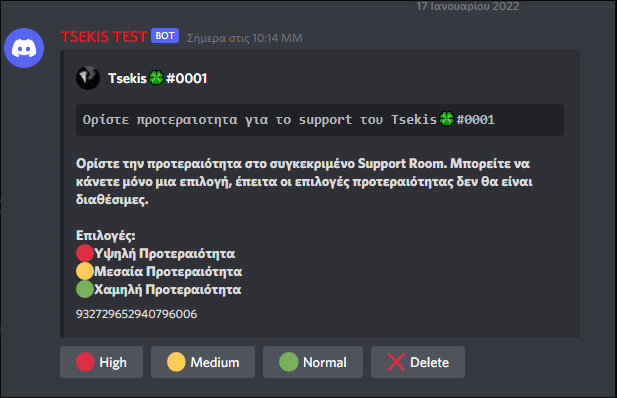 17 Ιανουαρίου 2022
TSEKIS TEST BOT Σήμερα στις 10:14 ΜΜ
Tsekis🍀#0001
Ορίστε προτεραιοτητα για το support του Tsekis🍀#0001
Ορίστε την προτεραιότητα στο συγκεκριμένο Support Room. Μπορείτε να
κάνετε μόνο μια επιλογή, έπειτα οι επιλογές προτεραιότητας δεν θα είναι
διαθέσιμες.
Επιλογές:
🔴Υψηλή Προτεραιότητα
🟡Μεσαία Προτεραιότητα
🟢Χαμηλή Προτεραιότητα
932729652940796006
🔴 High 🟡 Medium 🟢 Normal ❌ Delete